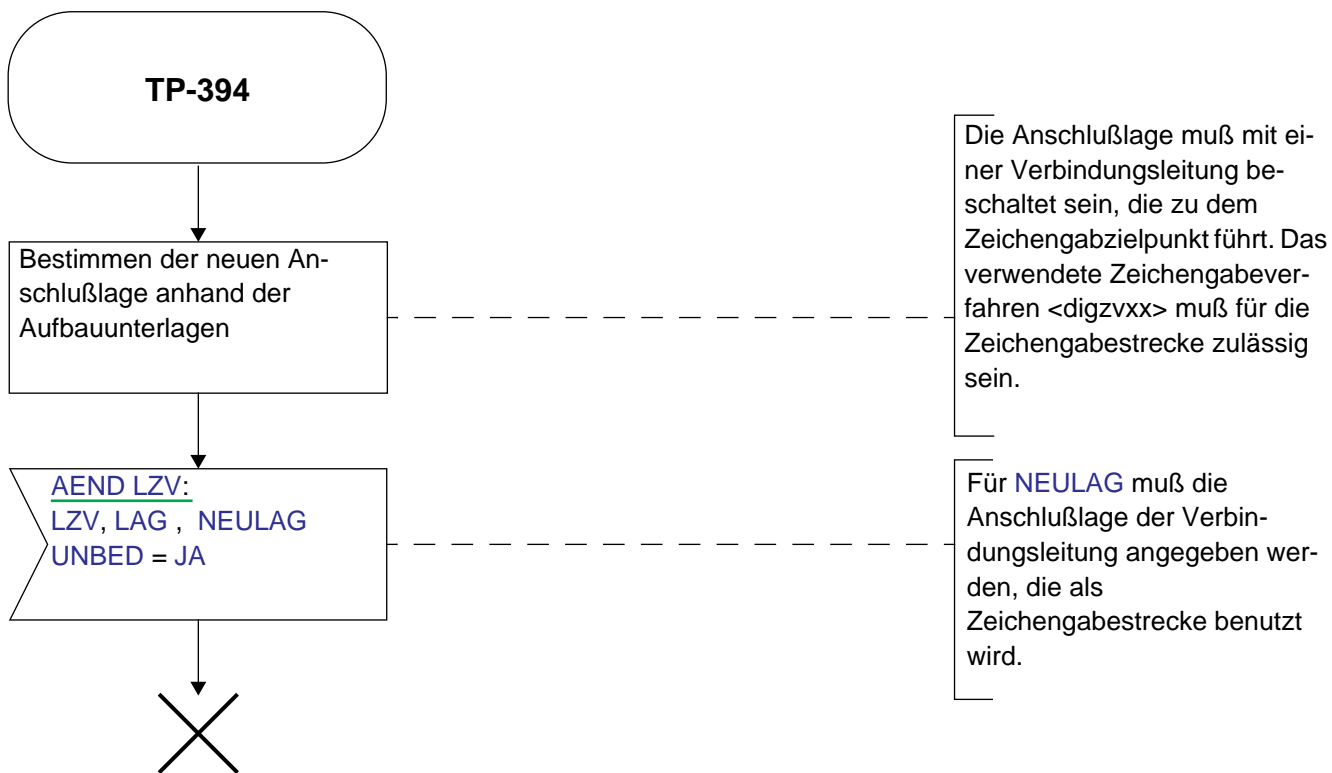 TP-394
Bestimmen der neuen An-
schlußlage anhand der
Aufbauunterlagen
Die Anschlußlage muß mit ei-
ner Verbindungsleitung be-
schaltet sein, die zu dem
Zeichengabzielpunkt führt. Das
verwendete Zeichengabever-
fahren <digzvxx> muß für die
Zeichengabestrecke zulässig
sein.
AEND LZV:
LZV, LAG , NEULAG
UNBED = JA
Für NEULAG muß die
Anschlußlage der Verbin-
dungsleitung angegeben wer-
den, die als
Zeichengabestrecke benutzt
wird.